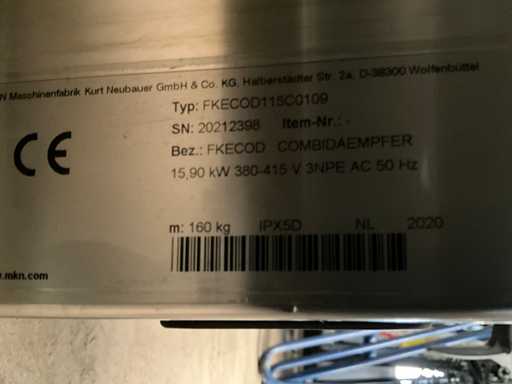 N Maschinenfabrik Kurt Neubauer GmbH & Co. KG, Halberstädter Str. 2a, D-38300 Wolfenbüttel
Typ: FKECOD115C0109
SN: 20212398 Item-Nr.: -
Bez.: FKECOD COMBIDAEMPFER
15,90 kW 380-415 V 3NPE AC 50 Hz
CE
m: 160 kg IPX5D NL 2020
.mkn.com